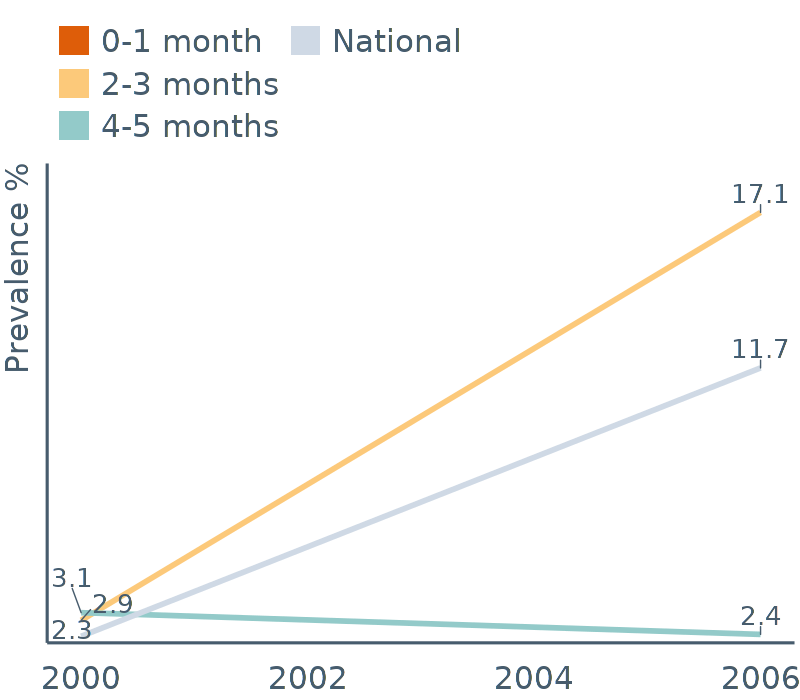 0-1 month
National
2-3 months
4-5 months
Prevalence %
17.1
11.7
3.1
2.9
2.3
2.4
2000 2002 2004 2006